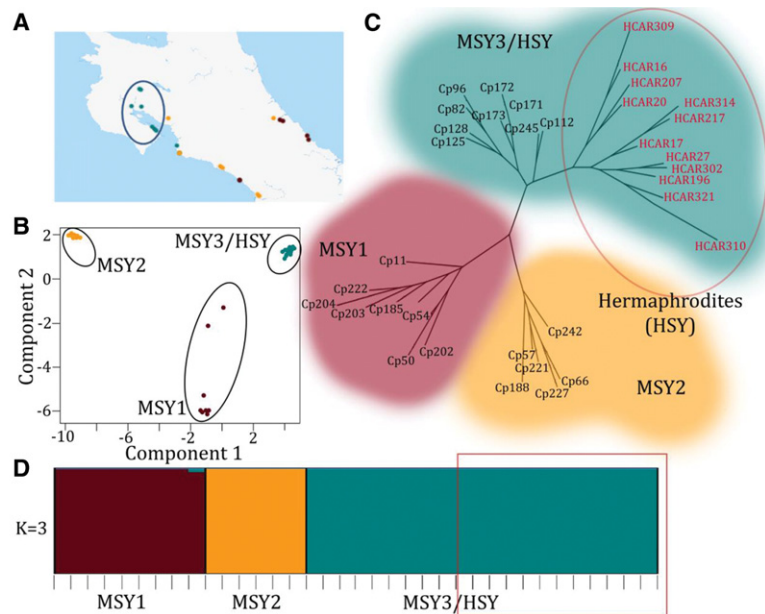 A
C
MSY3/HSY
HCAR309
HCAR16
HCAR207
HCAR20
HCAR314
HCAR217
HCAR17
HCAR27
HCAR302
HCAR196
HCAR321
HCAR310
Cp96
Cp172
Cp82
Cp171
Cp173
Cp128
Cp245
Cp112
Cp125
B
MSY2
MSY3/HSY
MSY1
Component 2
2
0
-2
-4
-6
-10
-6
-2
2
Component 1
MSY1
Cp11
Cp222
Cp204
Cp203
Cp185
Cp54
Cp50
Cp202
Hermaphrodites
(HSY)
Cp242
Cp57
Cp221
Cp188
Cp66
Cp227
MSY2
D
K=3
MSY1 MSY2 MSY3/HSY